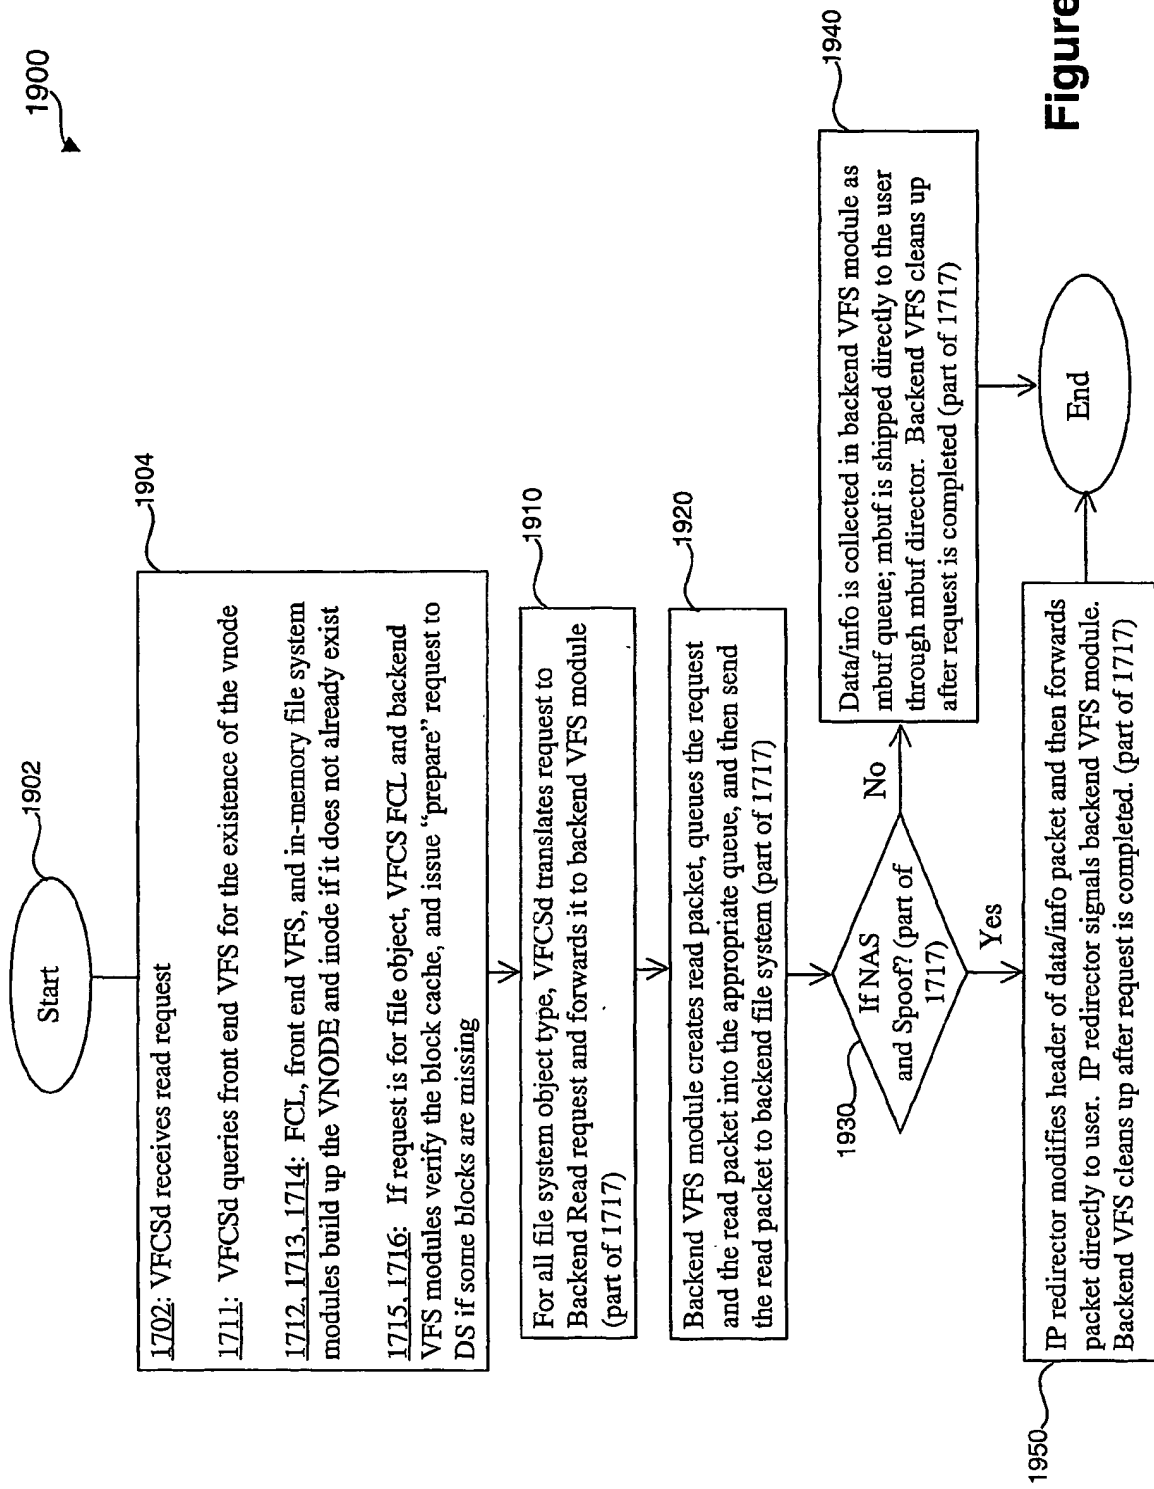 1900
Start
1902
1904
1702: VFCSd receives read request
1711: VFCSd queries front end VFS for the existence of the vnode
1712, 1713, 1714: FCL, front end VFS, and in-memory file system
modules build up the VNODE and inode if it does not already exist
1715, 1716: If request is for file object, VFCS FCL and backend
VFS modules verify the block cache, and issue “prepare” request to
DS if some blocks are missing
1910
For all file system object type, VFCSd translates request to
Backend Read request and forwards it to backend VFS module
(part of 1717)
1920
Backend VFS module creates read packet, queues the request
and the read packet into the appropriate queue, and then send
the read packet to backend file system (part of 1717)
1930
If NAS
and Spoof? (part of
1717)
No
Yes
1940
Data/info is collected in backend VFS module as
mbuf queue; mbuf is shipped directly to the user
through mbuf director. Backend VFS cleans up
after request is completed (part of 1717)
1950
IP redirector modifies header of data/info packet and then forwards
packet directly to user. IP redirector signals backend VFS module.
Backend VFS cleans up after request is completed. (part of 1717)
End
Figure